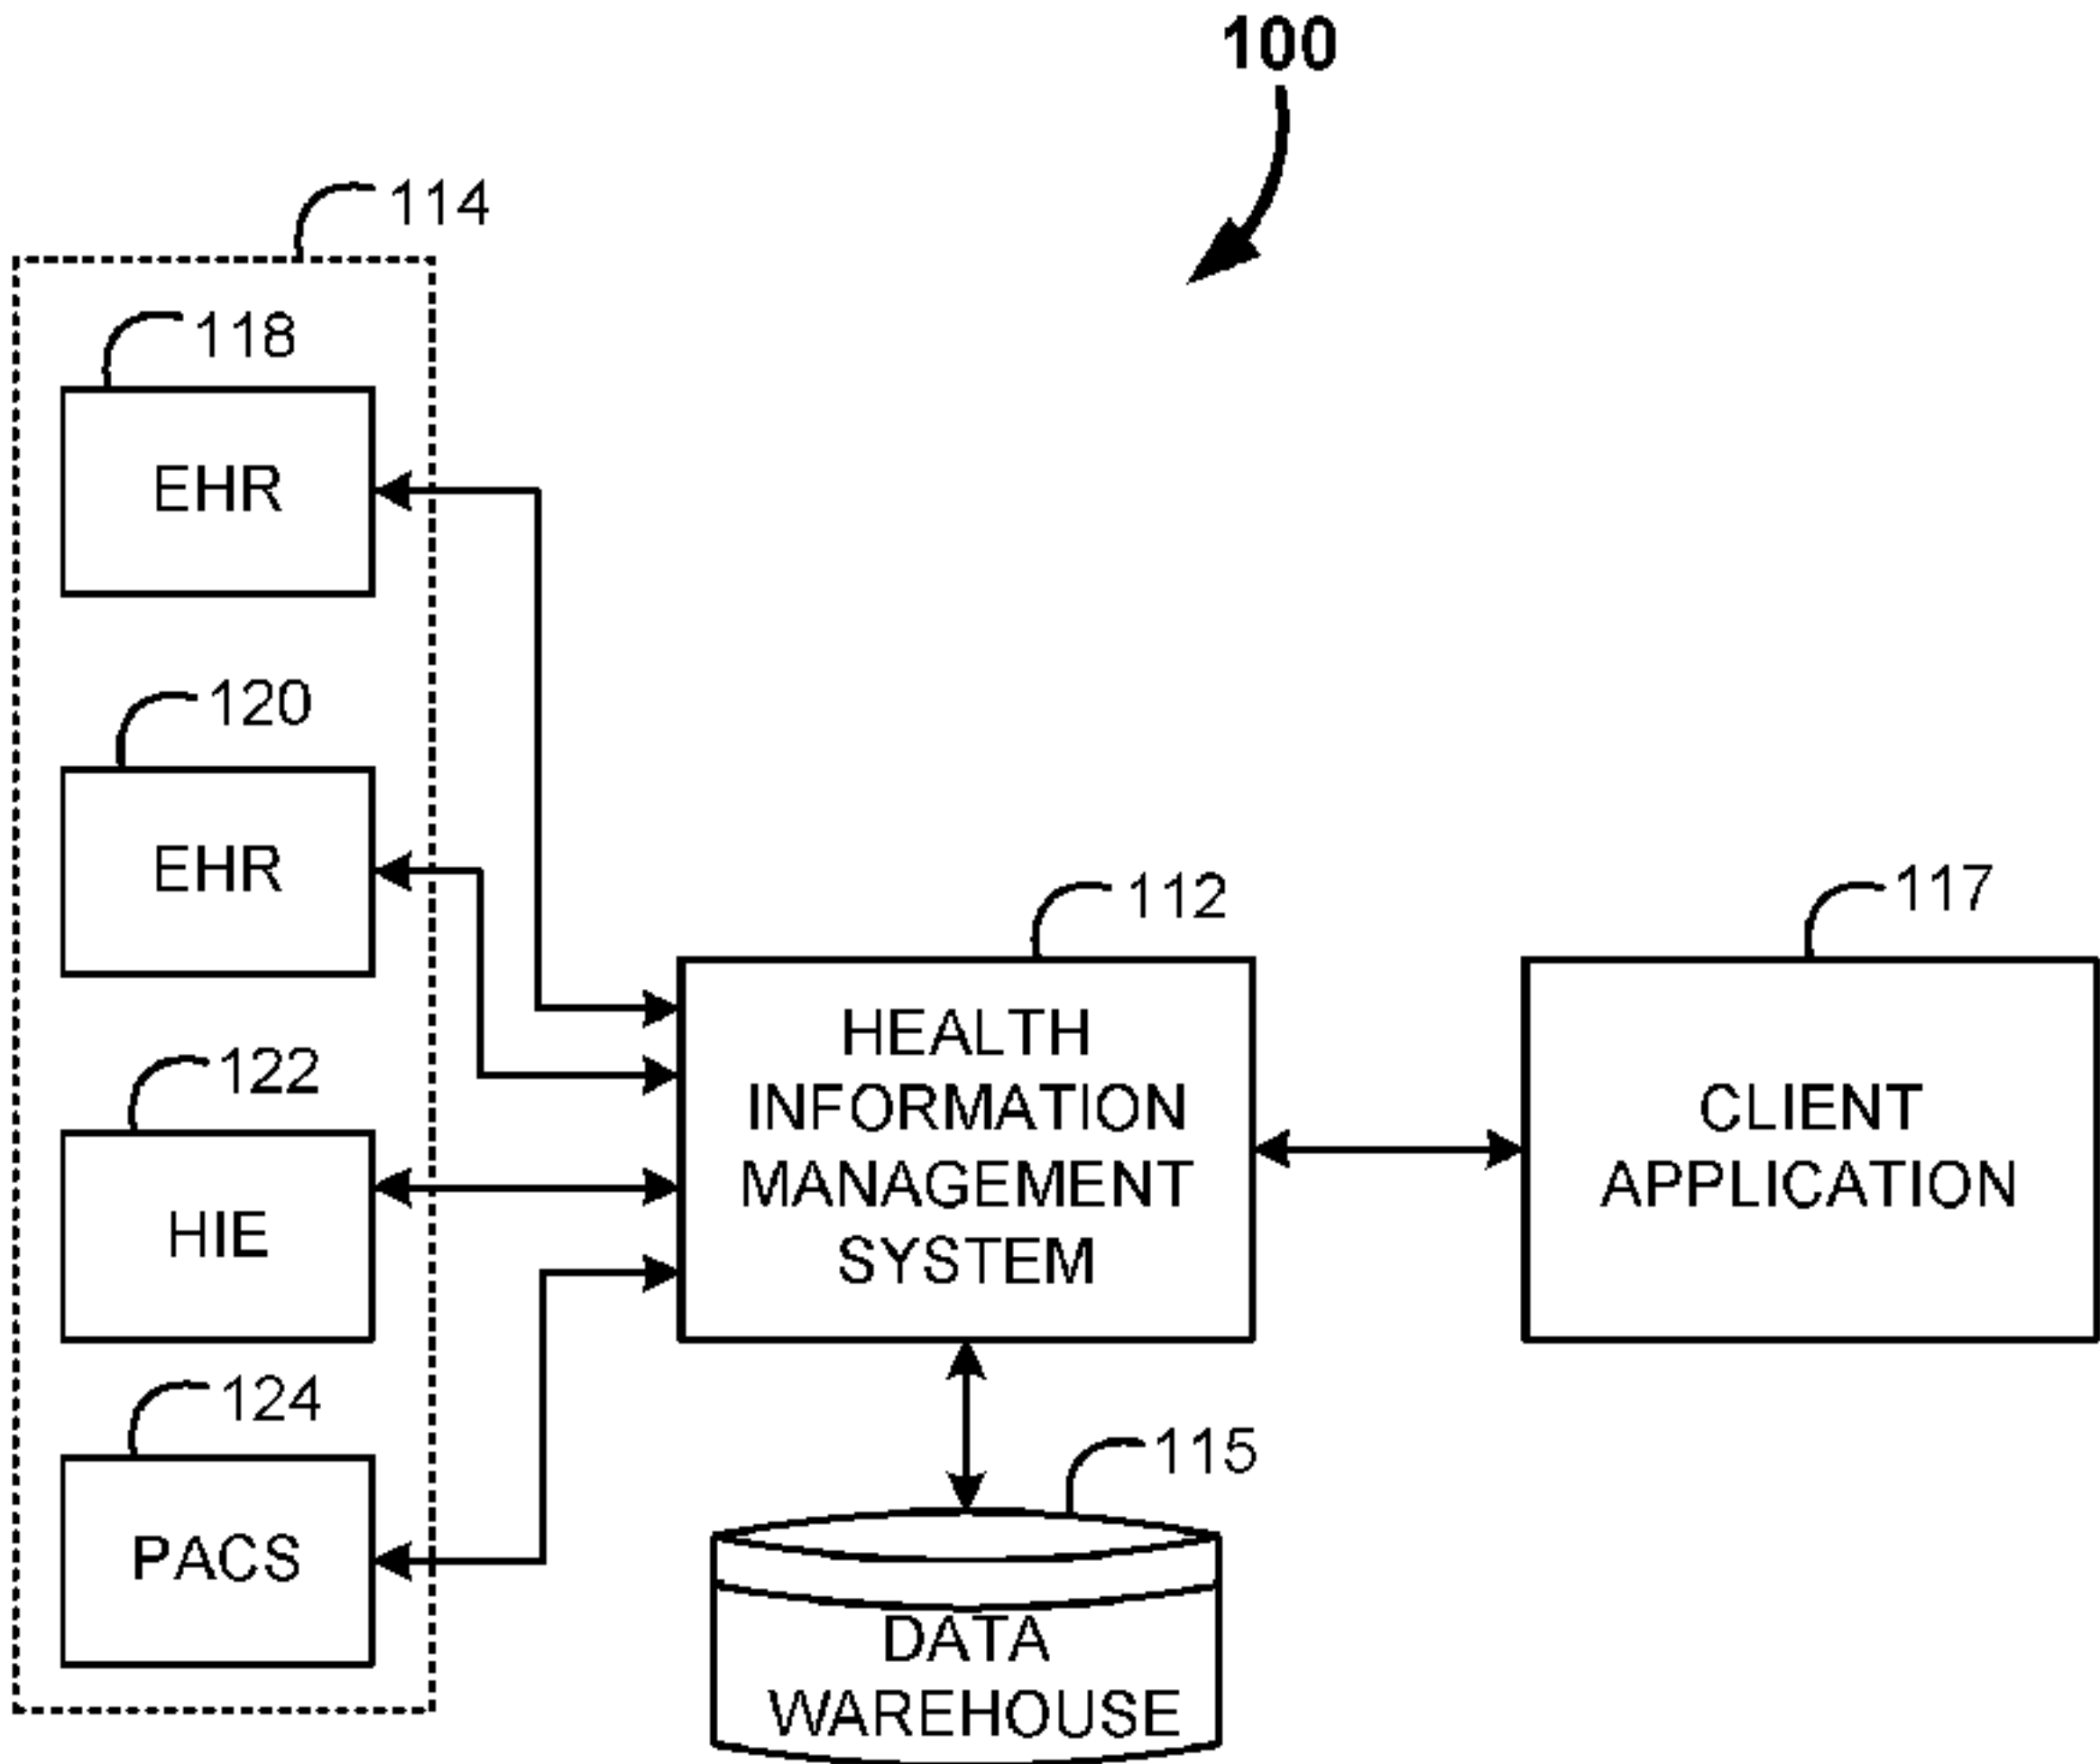 100
114
118
EHR
120
EHR
112
117
HEALTH
INFORMATION
MANAGEMENT
SYSTEM
CLIENT
APPLICATION
122
HIE
124
PACS
115
DATA
WAREHOUSE